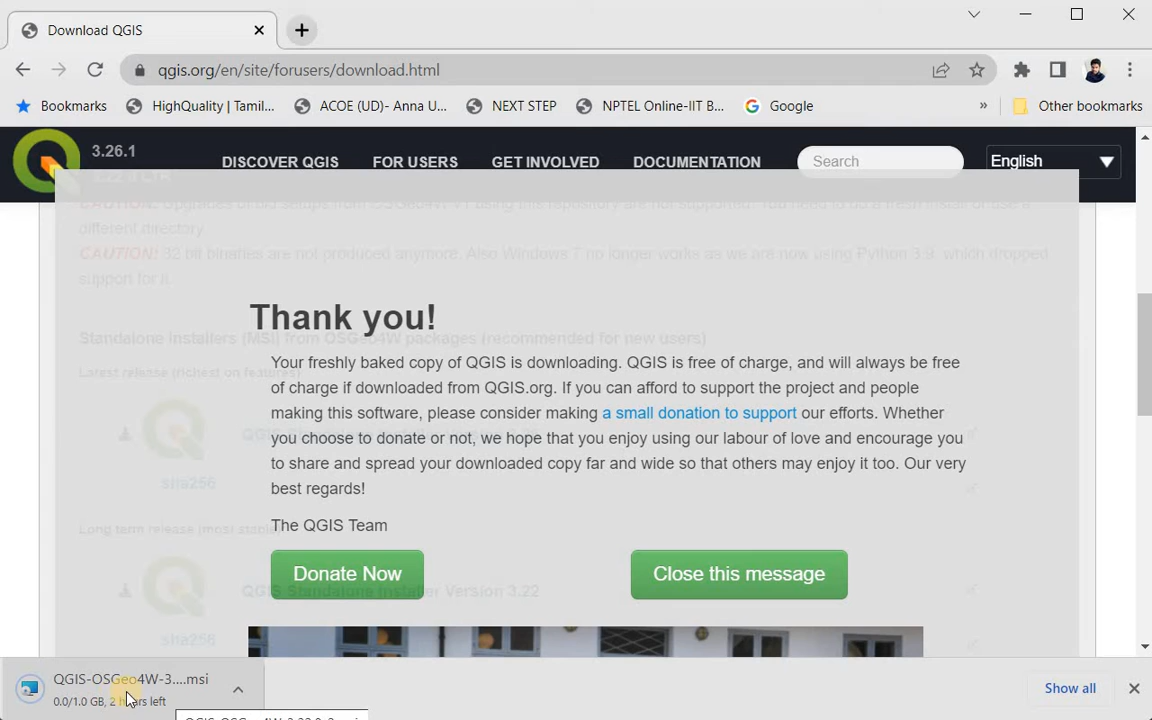 Download QGIS
qgis.org/en/site/forusers/download.html
Bookmarks HighQuality | Tamil... ACOE (UD)- Anna U... NEXT STEP NPTEL Online-IIT B... Google » Other bookmarks
3.26.1
DISCOVER QGIS FOR USERS GET INVOLVED DOCUMENTATION Search English
different directory.
CAUTION! 32 bit binaries are not produced anymore. Also Windows 7 no longer works as we are now using Python 3.9, which dropped
support for it.
Thank you!
Standalone installers (MSI) from OSGeo4W packages (recommended for new users)
Your freshly baked copy of QGIS is downloading. QGIS is free of charge, and will always be free
Latest release (richest on features)
of charge if downloaded from QGIS.org. If you can afford to support the project and people
making this software, please consider making a small donation to support our efforts. Whether
you choose to donate or not, we hope that you enjoy using our labour of love and encourage you
to share and spread your downloaded copy far and wide so that others may enjoy it too. Our very
sha256
best regards!
The QGIS Team
Long term release (most stable)
Donate Now Close this message
QGIS Standalone Installer Version 3.22
sha256
QGIS-OSGeo4W-3....msi
0.0/1.0 GB, 2 hours left
Show all